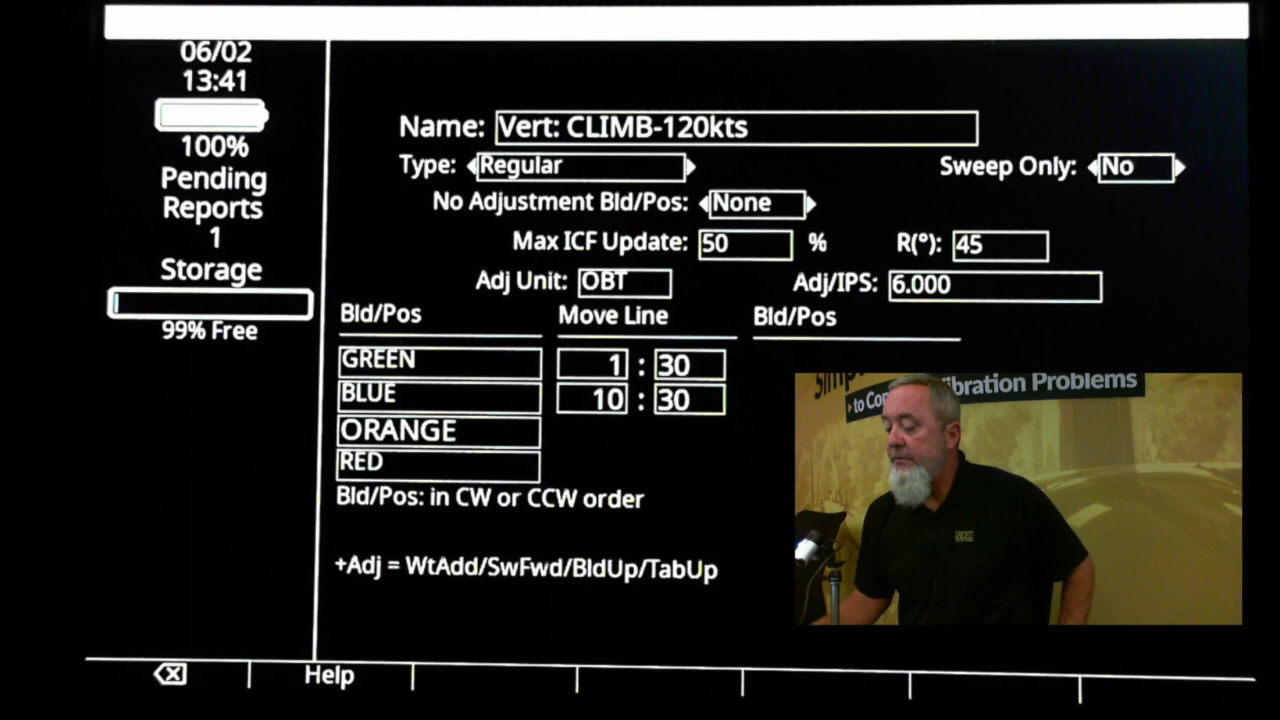 06/02
13:41
100%
Pending
Reports
1
Storage
99% Free
Name: Vert: CLIMB-120kts
Type: Regular
Sweep Only: No
No Adjustment Bld/Pos: None
Max ICF Update: 50 %
R(°): 45
Adj Unit: OBT
Adj/IPS: 6.000
Bld/Pos Move Line Bld/Pos
GREEN 1 : 30
BLUE 10 : 30
ORANGE
RED
Bld/Pos: in CW or CCW order
+Adj = WtAdd/SwFwd/BldUp/TabUp
Help
to Vibration Problems